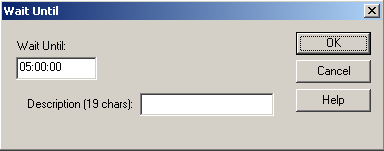 Wait Until
Wait Until:
OK
05:00:00
Cancel
Description (19 chars):
Help